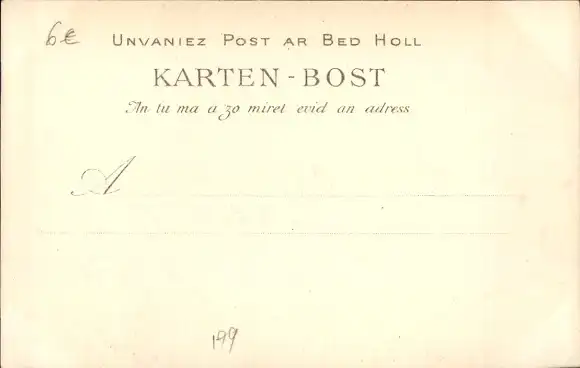 6€
UNVANIEZ POST AR BED HOLL
KARTEN-BOST
An tu ma a zo miret evid an adress
A
199